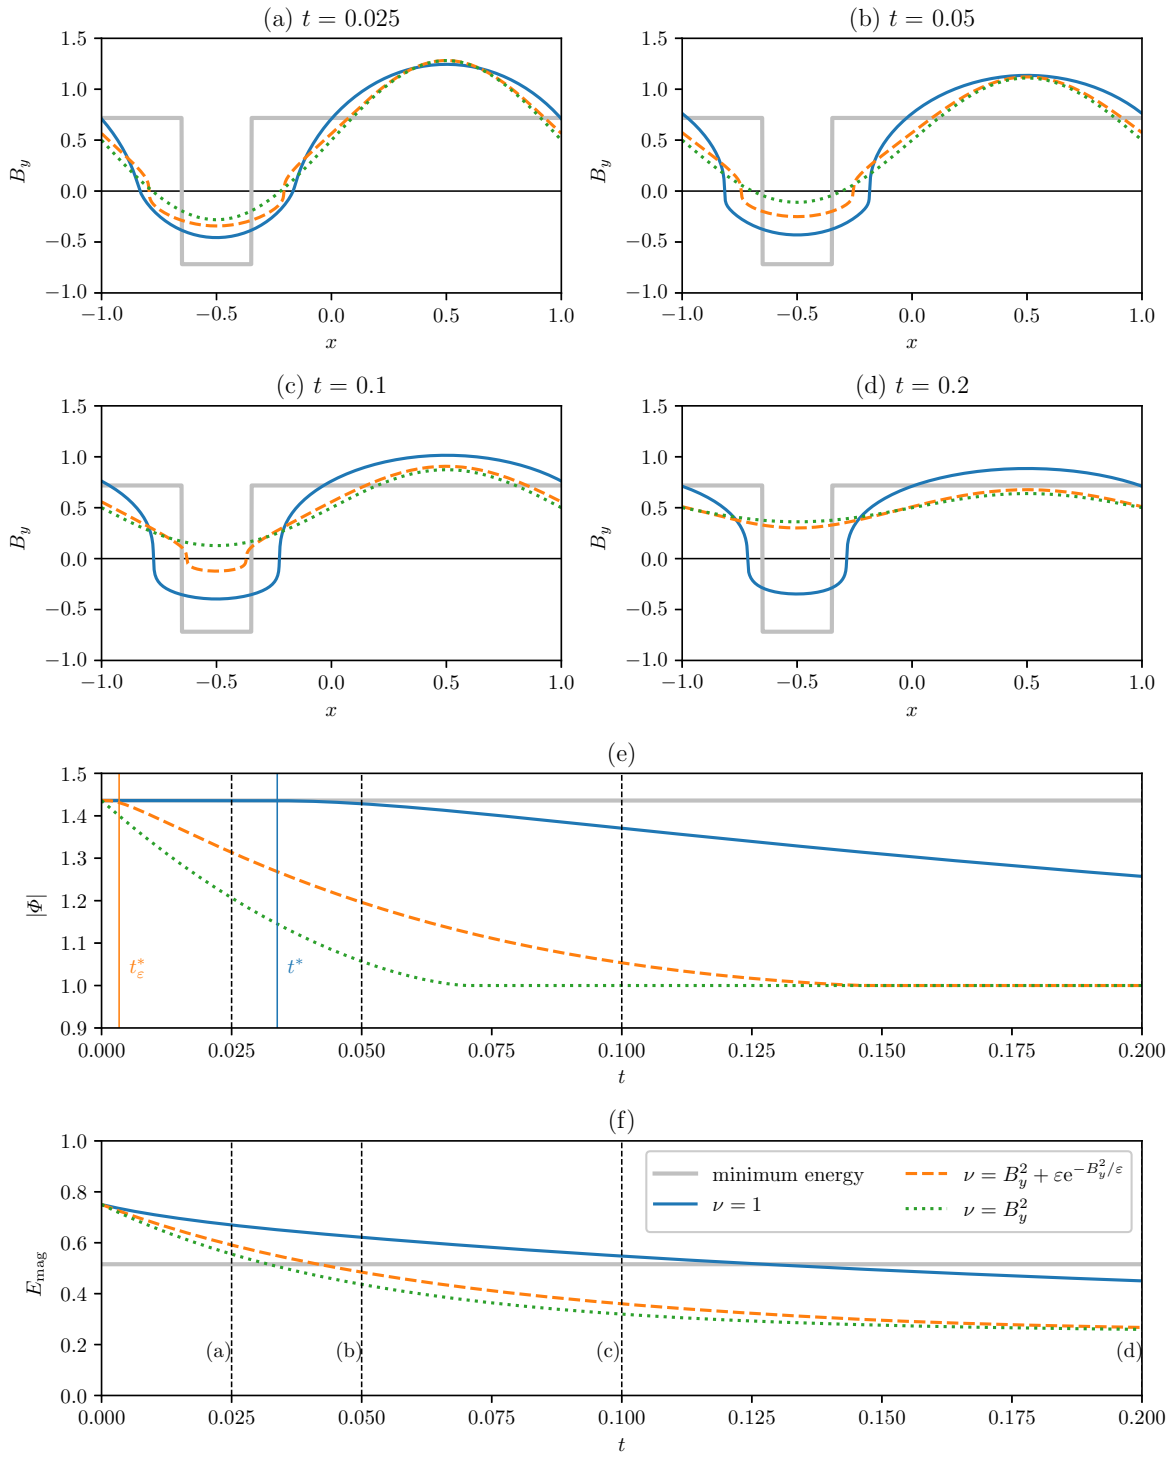 (a) t = 0.025
(b) t = 0.05
1.5
1.0
0.5
0.0
−0.5
−1.0
B_y
−1.0 −0.5 0.0 0.5 1.0
x
1.5
1.0
0.5
0.0
−0.5
−1.0
B_y
−1.0 −0.5 0.0 0.5 1.0
x
(c) t = 0.1
(d) t = 0.2
1.5
1.0
0.5
0.0
−0.5
−1.0
B_y
−1.0 −0.5 0.0 0.5 1.0
x
1.5
1.0
0.5
0.0
−0.5
−1.0
B_y
−1.0 −0.5 0.0 0.5 1.0
x
(e)
1.5
1.4
1.3
1.2
1.1
1.0
0.9
|Φ|
t*_ε
t*
0.000 0.025 0.050 0.075 0.100 0.125 0.150 0.175 0.200
t
(f)
1.0
0.8
0.6
0.4
0.2
0.0
E_mag
minimum energy
ν = 1
ν = B_y^2 + εe^{−B_y^2/ε}
ν = B_y^2
(a) (b) (c) (d)
0.000 0.025 0.050 0.075 0.100 0.125 0.150 0.175 0.200
t